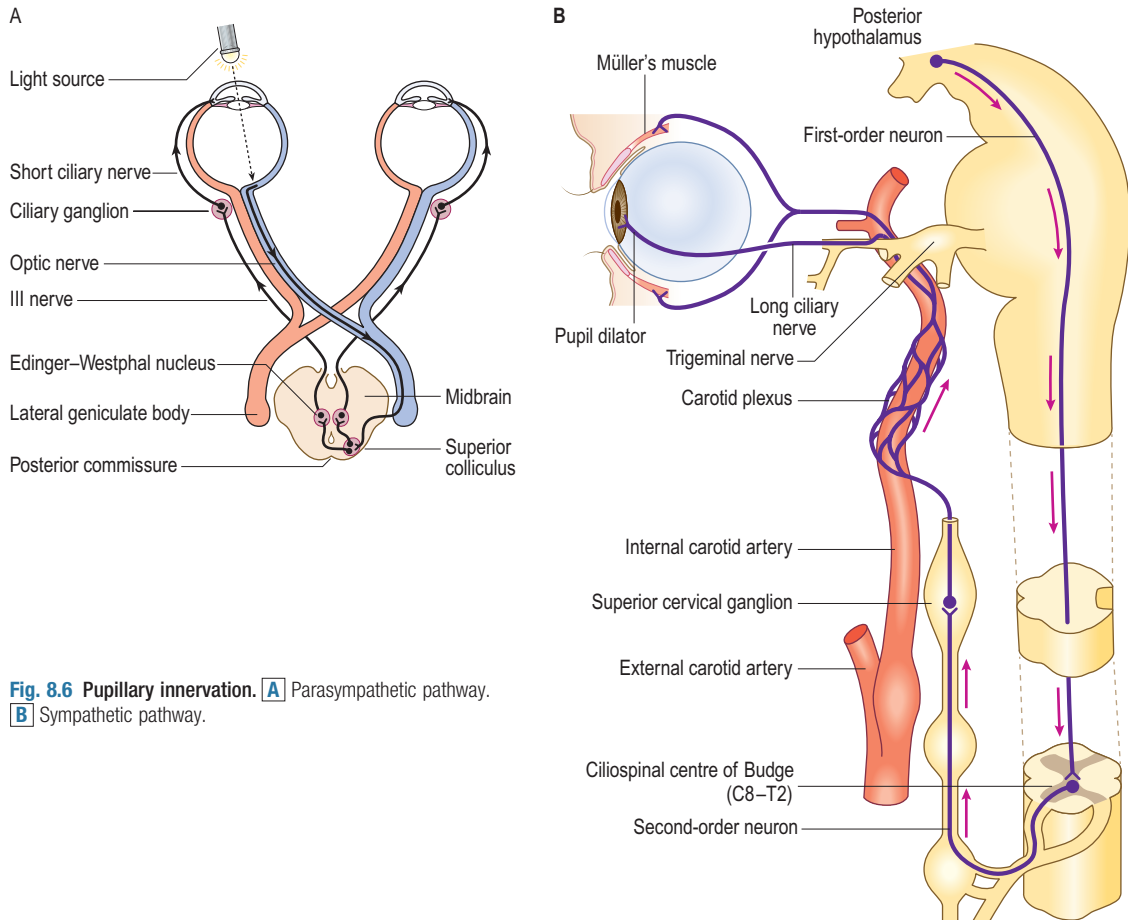 A
Light source
Short ciliary nerve
Ciliary ganglion
Optic nerve
III nerve
Edinger–Westphal nucleus
Lateral geniculate body
Posterior commissure
Midbrain
Superior
colliculus
Fig. 8.6 Pupillary innervation. A Parasympathetic pathway.
B Sympathetic pathway.
B
Posterior
hypothalamus
Müller's muscle
First-order neuron
Pupil dilator
Long ciliary
nerve
Trigeminal nerve
Carotid plexus
Internal carotid artery
Superior cervical ganglion
External carotid artery
Ciliospinal centre of Budge
(C8–T2)
Second-order neuron